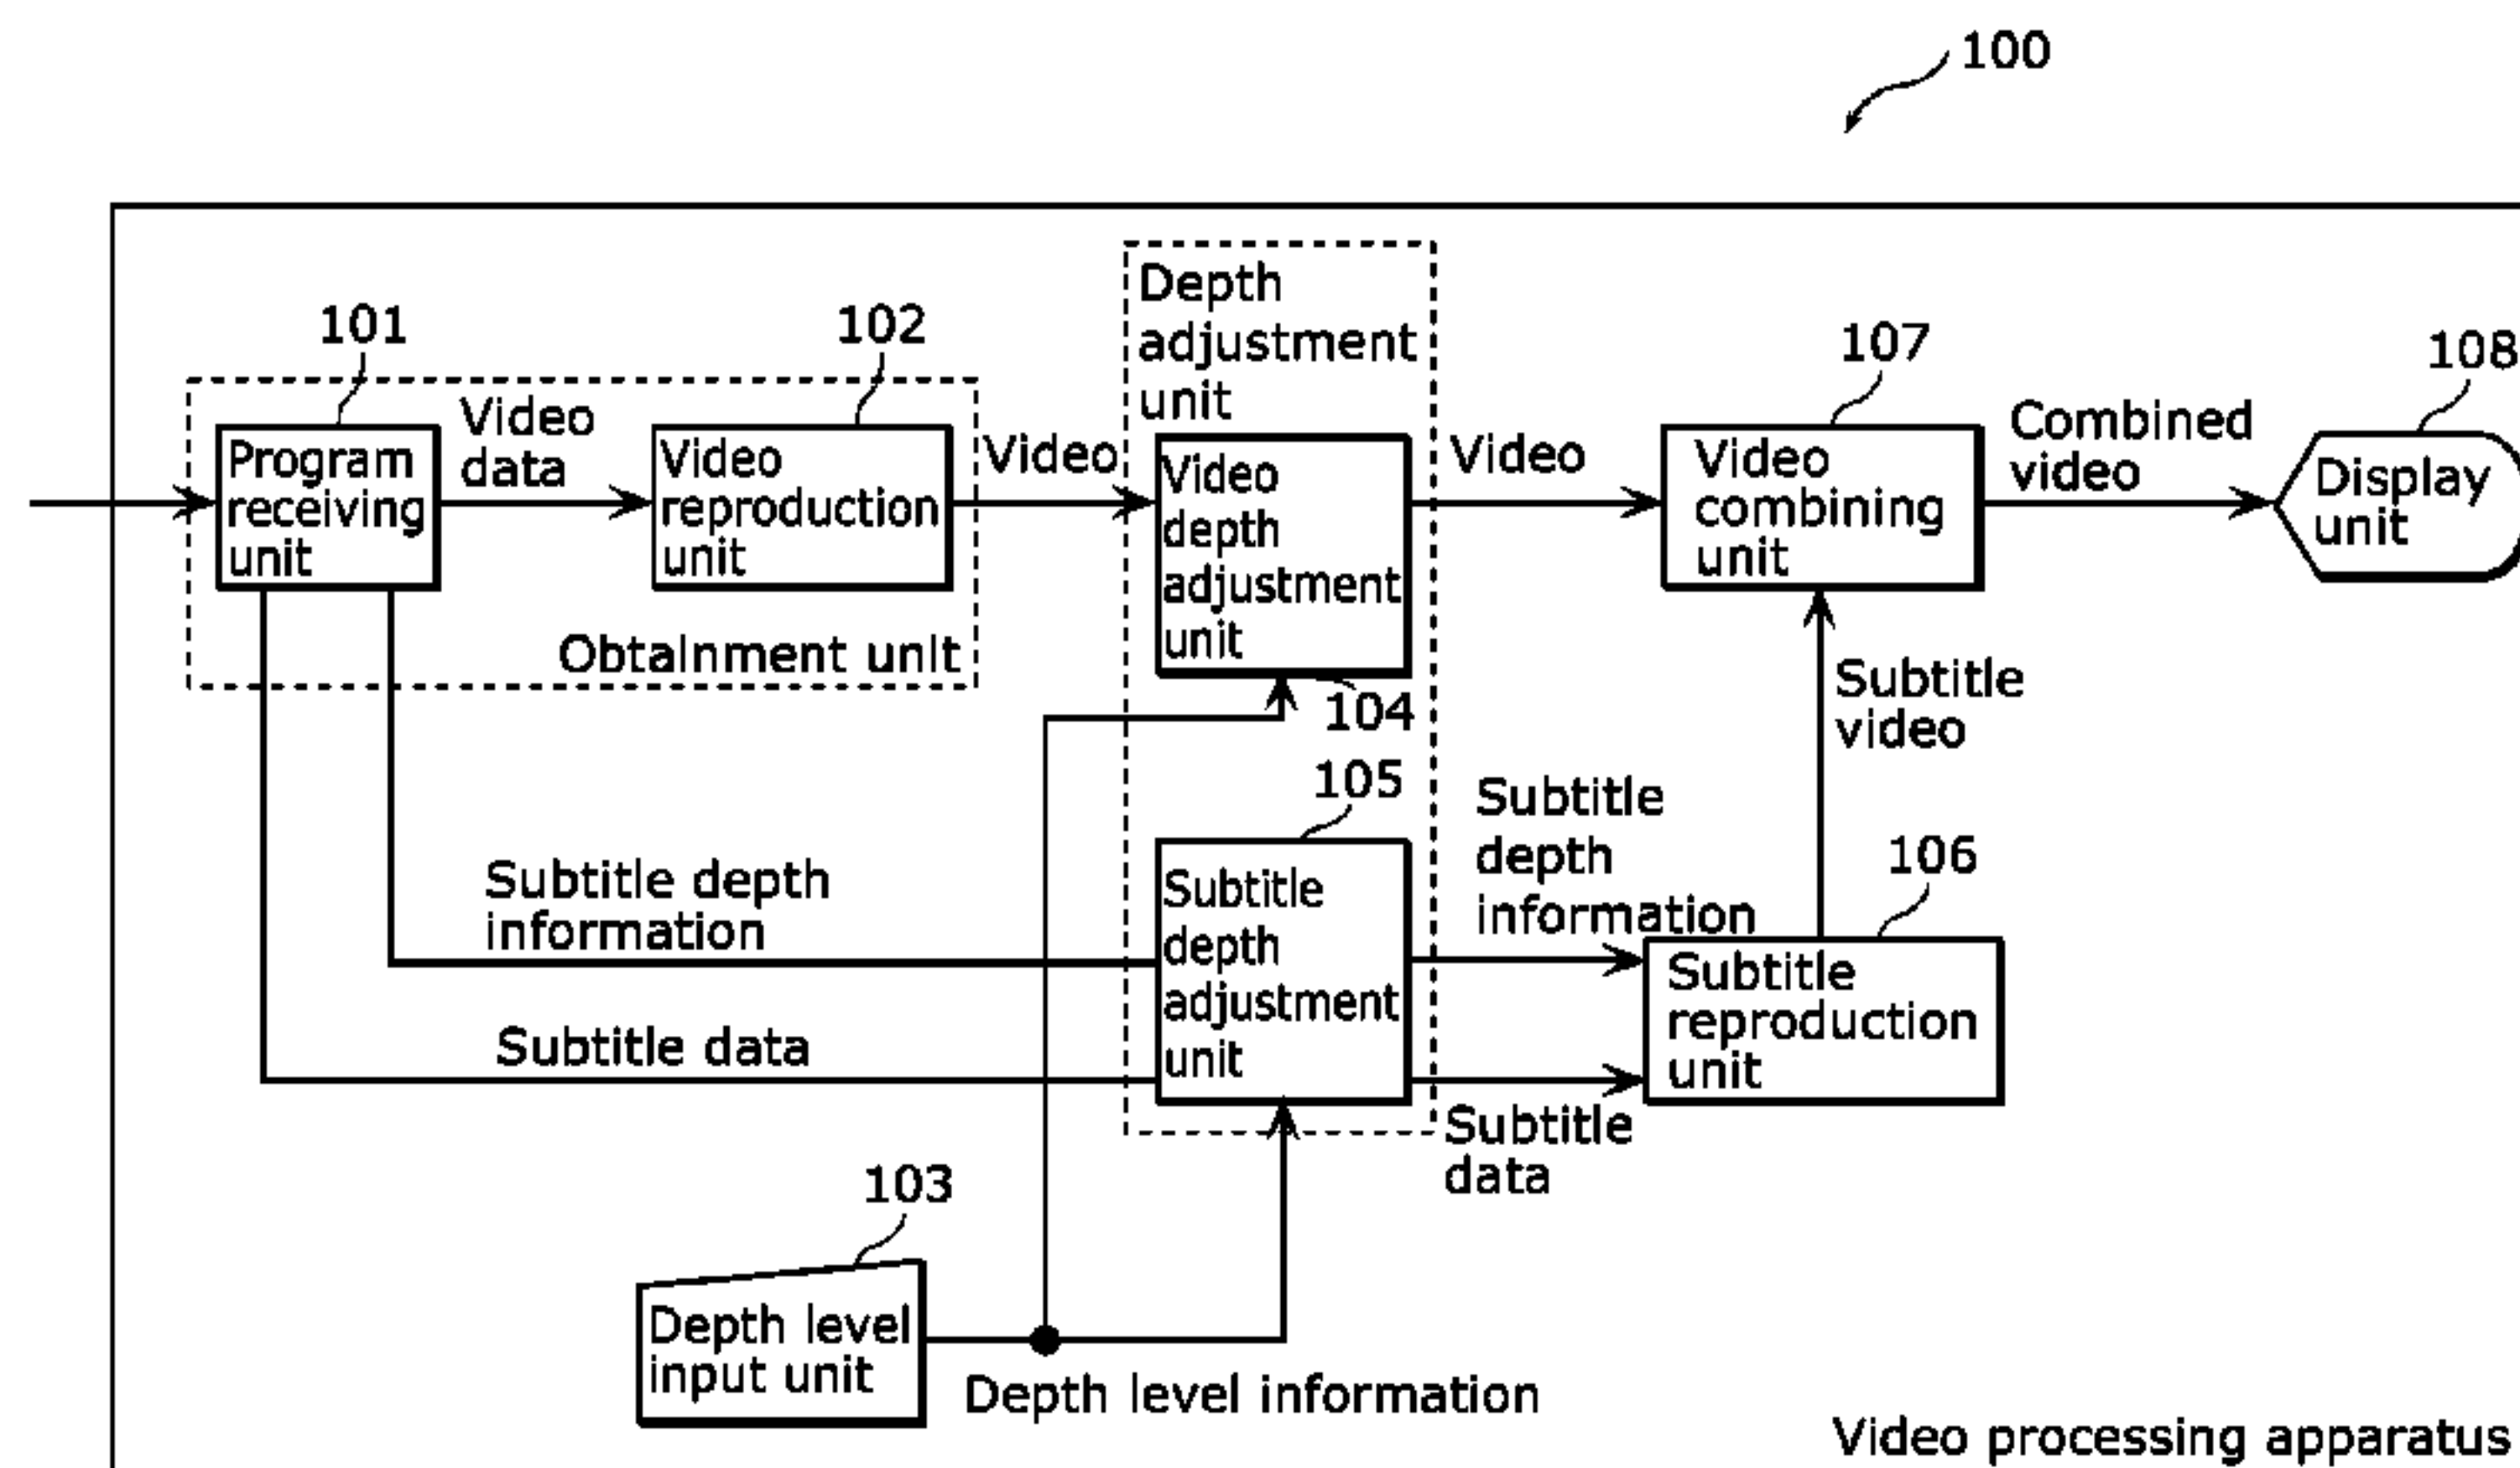 100
101
102
Depth
adjustment
unit
107
108
Program
receiving
unit
Video
data
Video
reproduction
unit
Video
Video
depth
adjustment
unit
104
Video
Video
combining
unit
Combined
video
Display
unit
Obtainment unit
Subtitle
video
105
Subtitle
depth
information
106
Subtitle depth
information
Subtitle
depth
adjustment
unit
Subtitle
reproduction
unit
Subtitle data
Subtitle
data
103
Depth level
input unit
Depth level information
Video processing apparatus